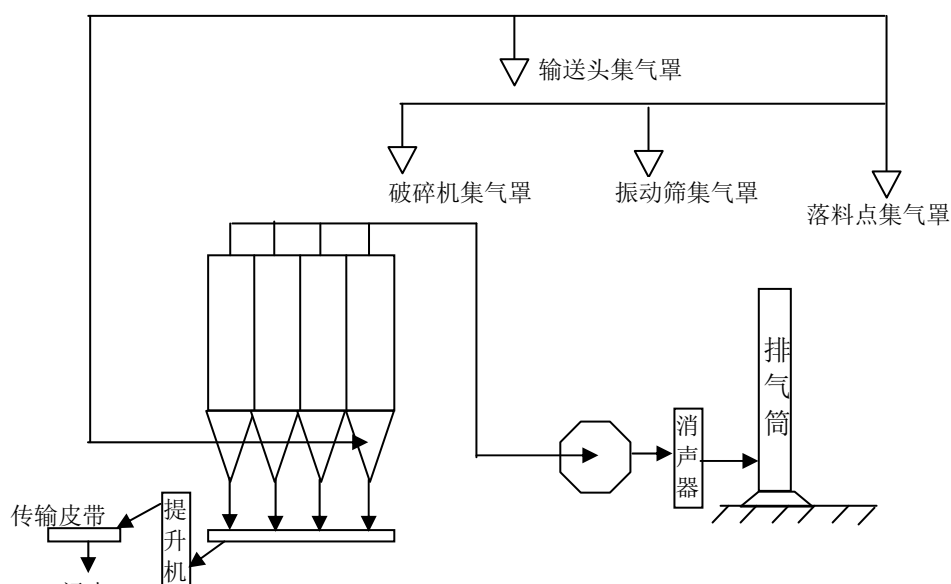 输送头集气罩
破碎机集气罩
振动筛集气罩
落料点集气罩
排气筒
消声器
传输皮带
提升机